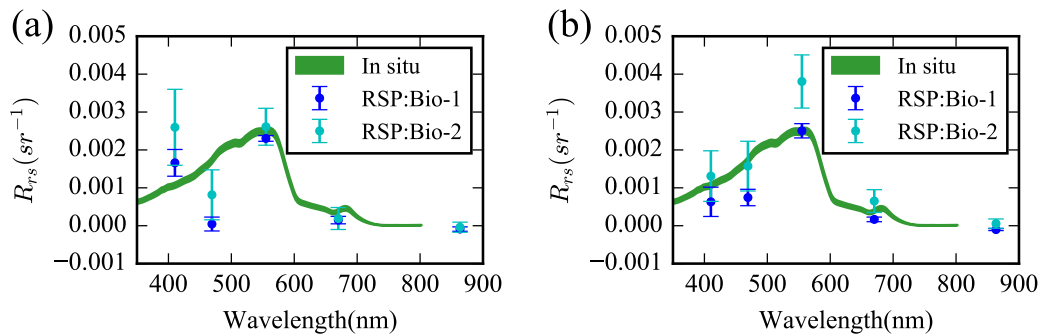 (a)
0.005
0.004
0.003
0.002
0.001
0.000
−0.001
R_rs(sr⁻¹)
400 500 600 700 800 900
Wavelength(nm)
In situ
RSP:Bio-1
RSP:Bio-2
(b)
0.005
0.004
0.003
0.002
0.001
0.000
−0.001
R_rs(sr⁻¹)
400 500 600 700 800 900
Wavelength(nm)
In situ
RSP:Bio-1
RSP:Bio-2